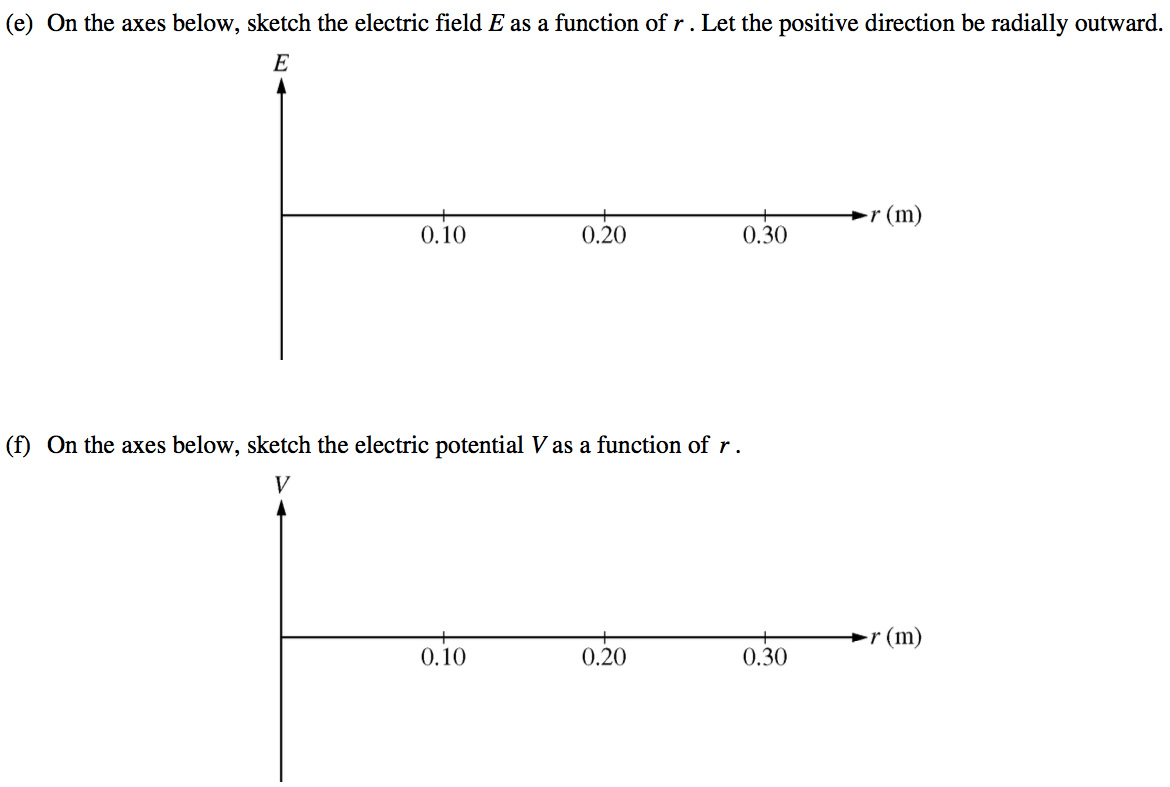 (e) On the axes below, sketch the electric field E as a function of r. Let the positive direction be radially outward.
E
r (m)
0.10 0.20 0.30
(f) On the axes below, sketch the electric potential V as a function of r.
V
r (m)
0.10 0.20 0.30